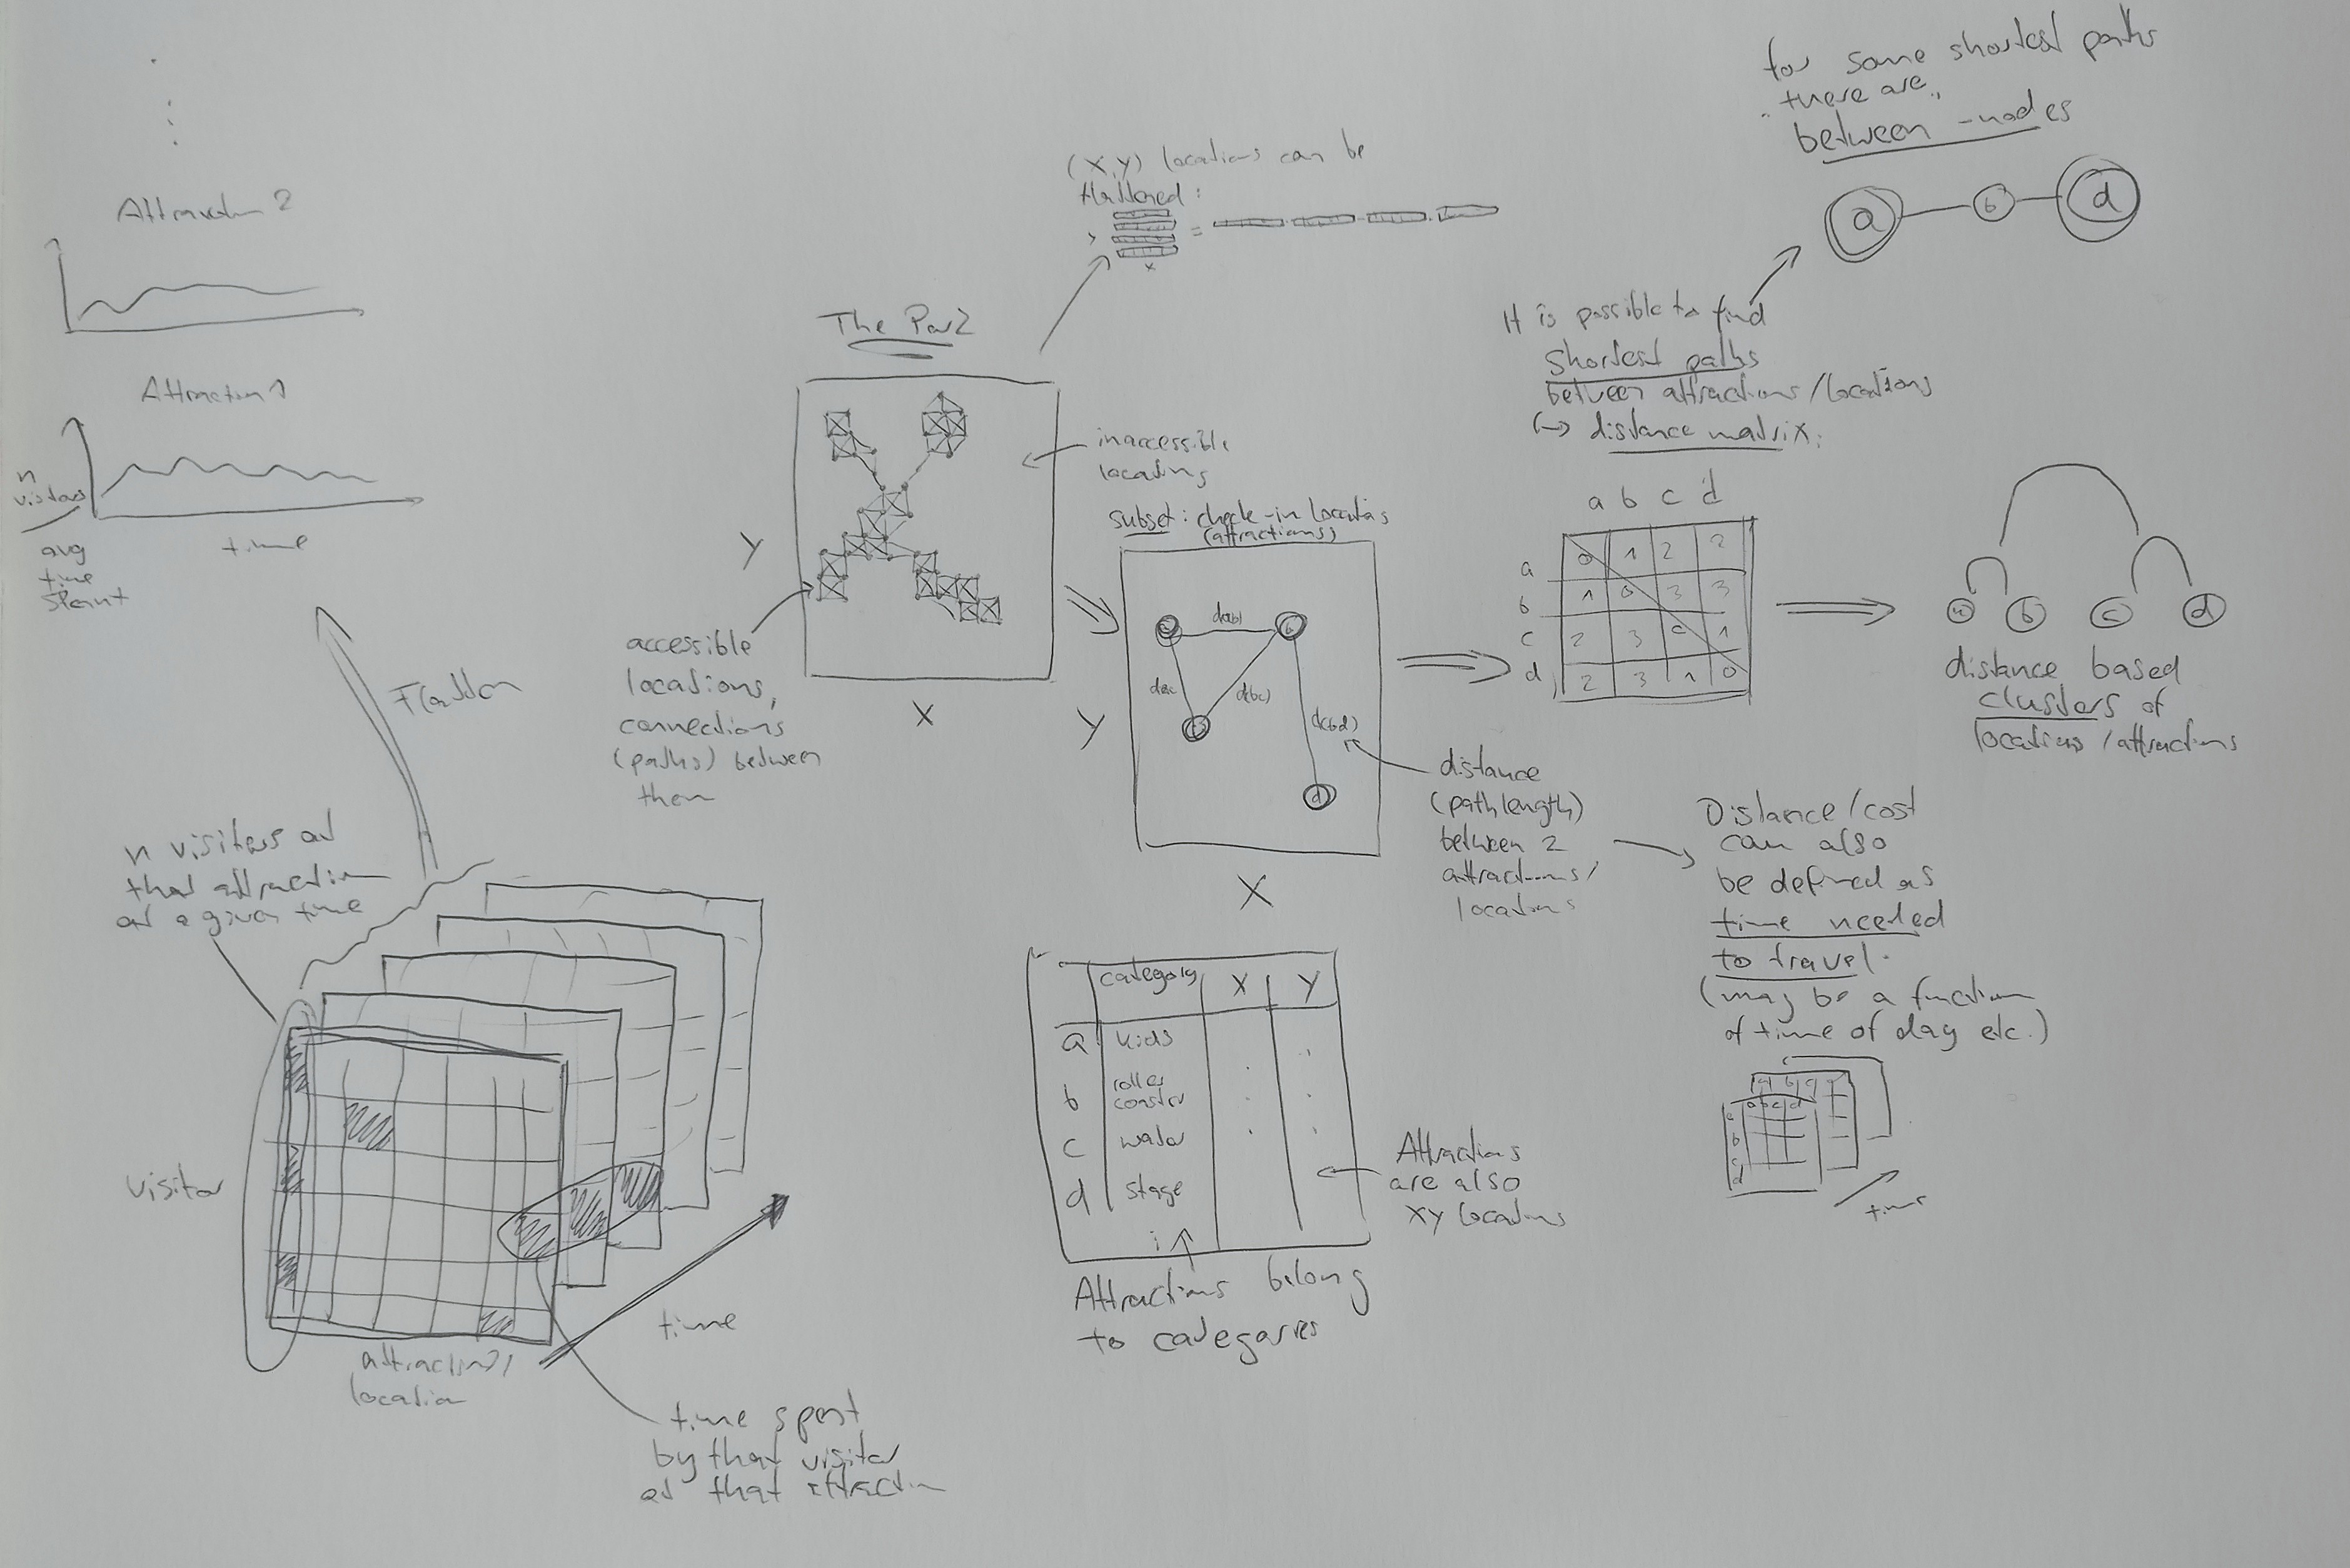 for some shortest paths
there are
between-nodes
a
b
d
(X,Y) locations can be
flattened:
Y
=
X
Attraction 2
Attraction 1
n
visitors
avg
time
spent
time
The Park
Y
X
inaccessible
locations
accessible
locations,
connections
(paths) between
them
It is possible to find
shortest paths
between attractions/locations
distance matrix:
a b c d
a 0 1 2 2
b 1 0 3 3
c 2 3 0 1
d 2 3 1 0
a b c d
distance based
clusters of
locations/attractions
subset: check-in locations
(attractions)
a
d(ab)
b
d(bc)
c
d(bd)
d
Y
X
distance
(path length)
between 2
attractions/
locations
Distance/cost
can also
be defined as
time needed
to travel.
(may be a function
of time of day etc.)
a b c d
a
b
c
d
time
Flatten
n visitors at
that attraction
at a given time
visitor
attraction/
location
time
time spent
by that visitor
at that attraction
category X Y
a kids
b roller
coaster
c water
d stage
Attractions
are also
XY locations
Attractions belong
to categories